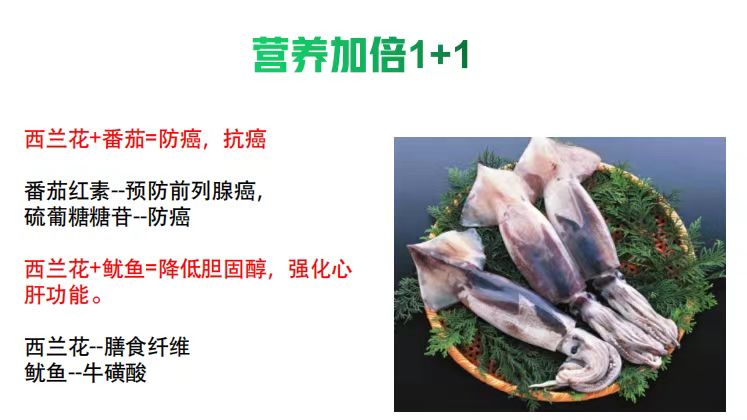 营养加倍1+1
西兰花+番茄=防癌，抗癌
番茄红素--预防前列腺癌，
硫葡糖糖苷--防癌
西兰花+鱿鱼=降低胆固醇，强化心
肝功能。
西兰花--膳食纤维
鱿鱼--牛磺酸